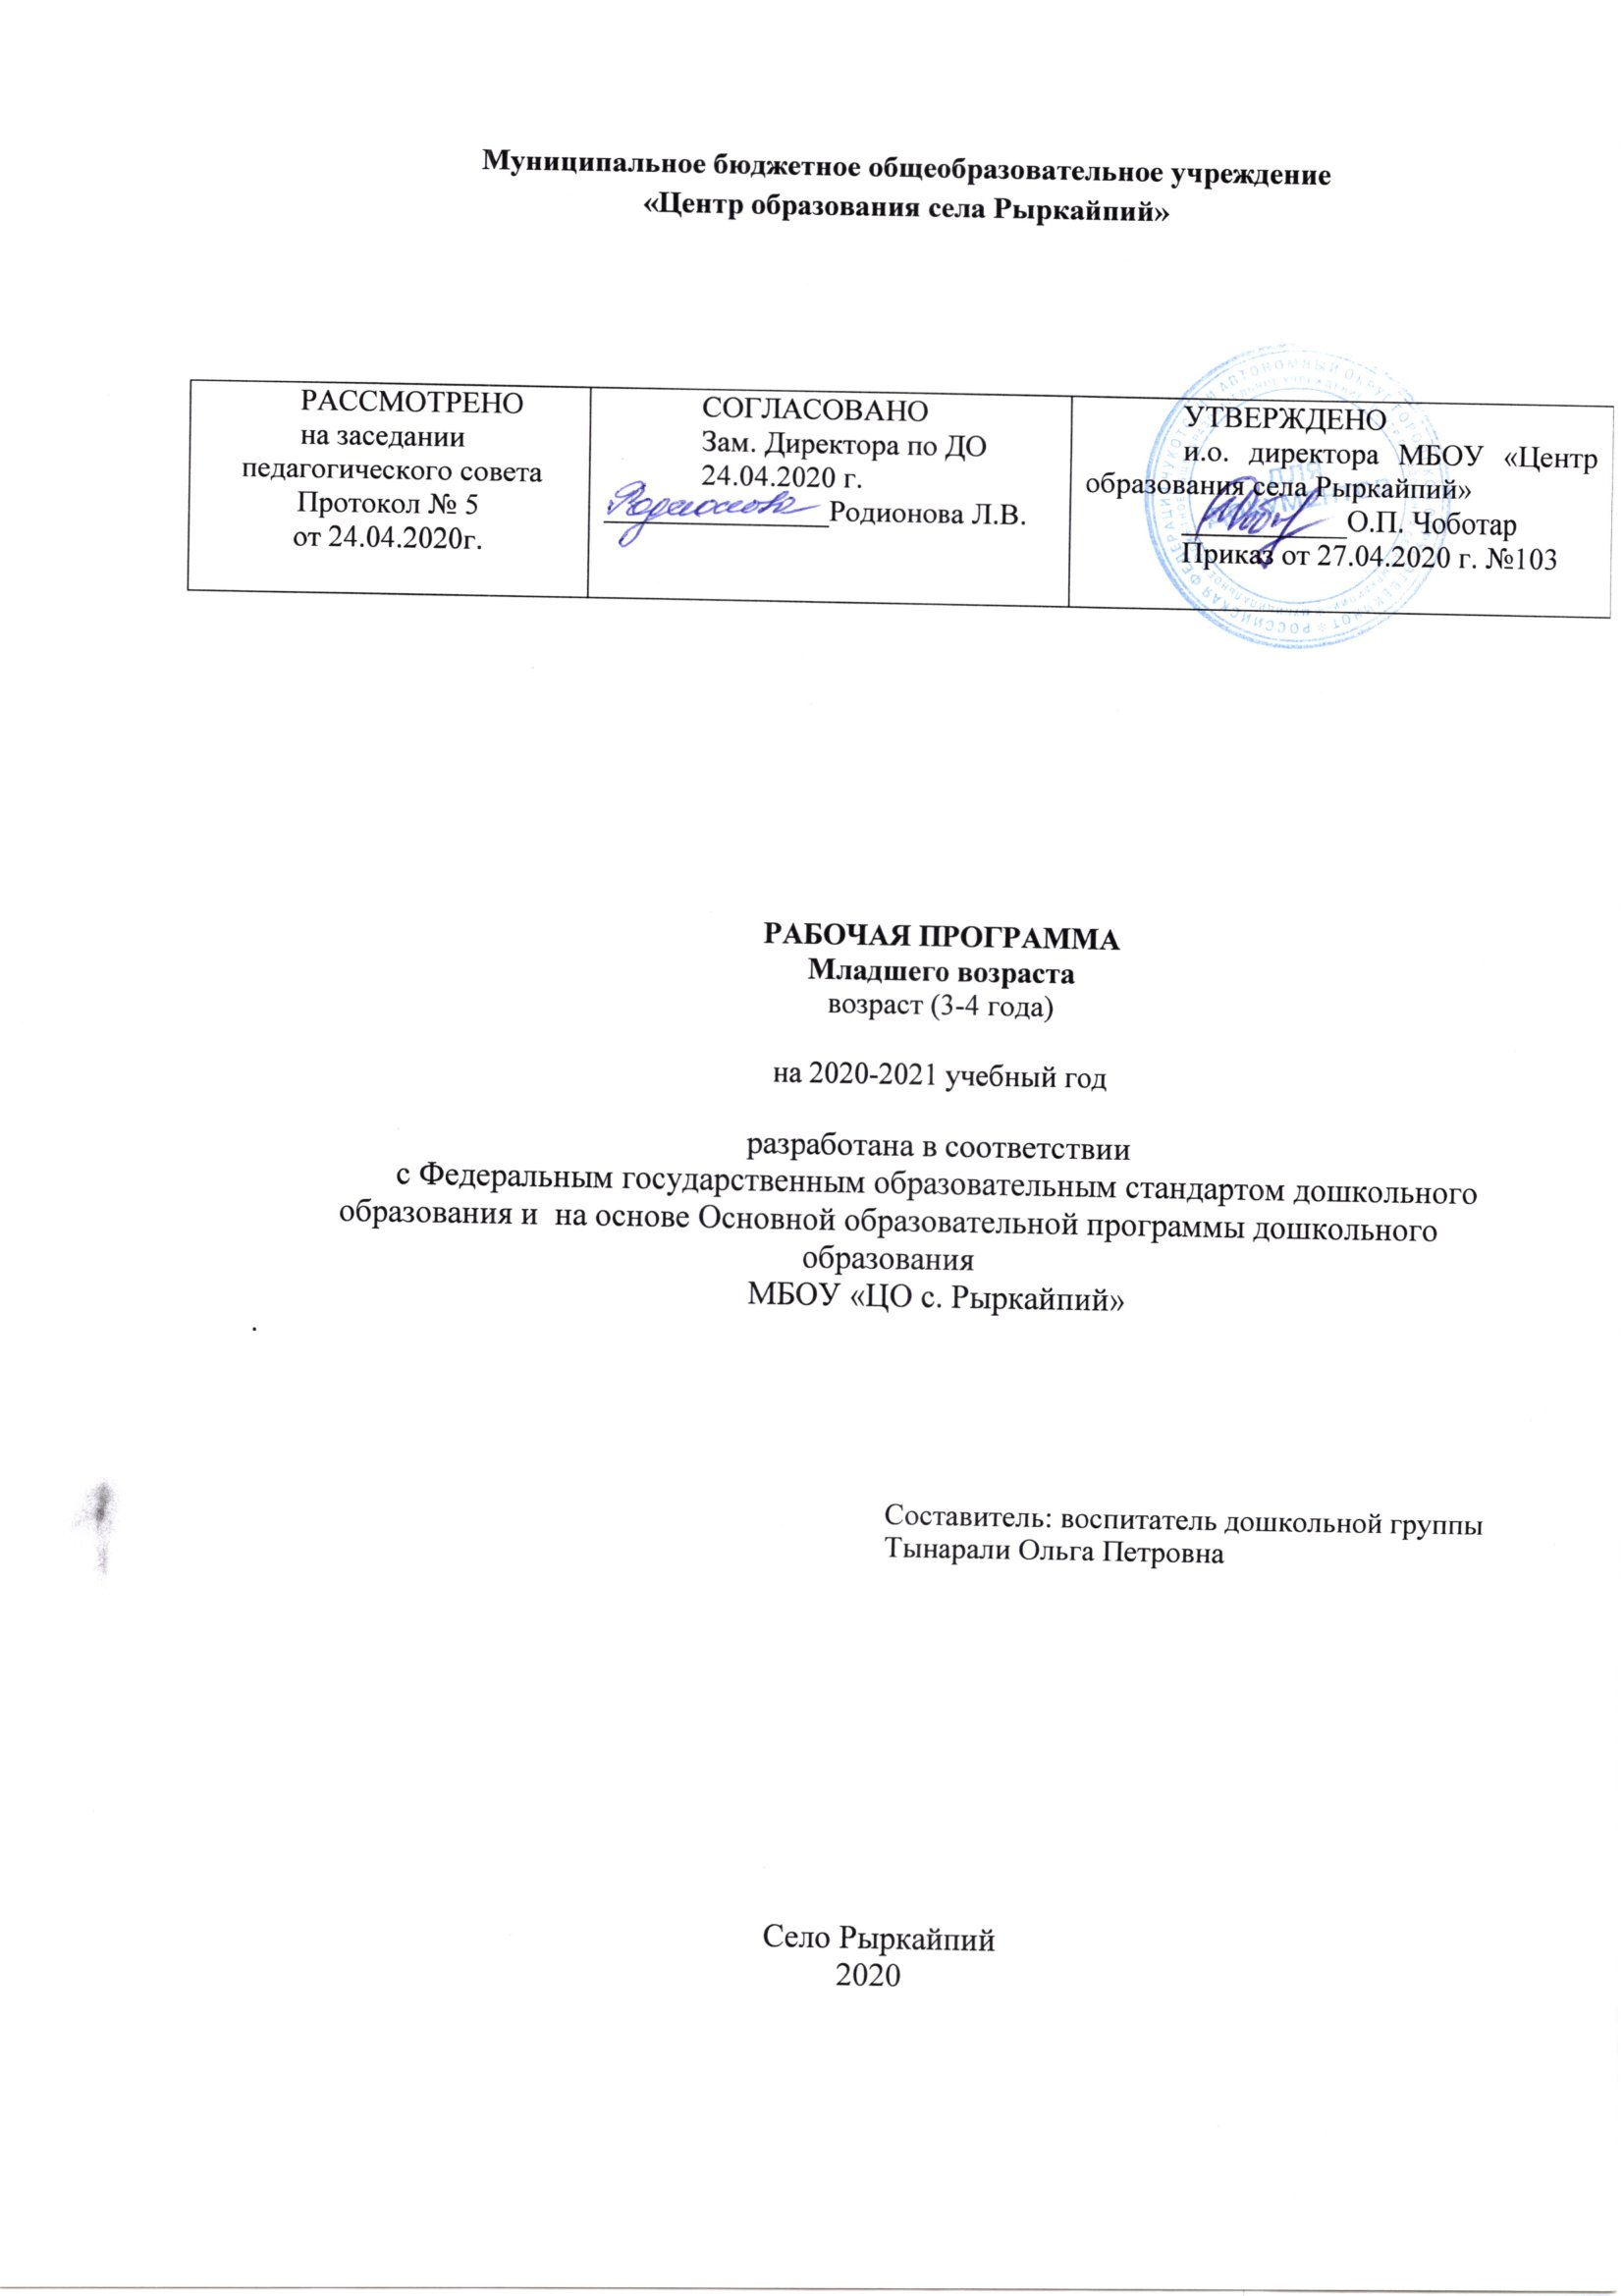 Муниципальное бюджетное общеобразовательное учреждение
«Центр образования села Рыркайпий»
РАССМОТРЕНО
на заседании
педагогического совета
Протокол № 5
от 24.04.2020г.
СОГЛАСОВАНО
Зам. Директора по ДО
24.04.2020 г.
Родионова Родионова Л.В.
УТВЕРЖДЕНО
и.о. директора МБОУ «Центр
образования села Рыркайпий»
О.П. Чоботар
Приказ от 27.04.2020 г. №103
ДЛЯ
РАБОЧАЯ ПРОГРАММА
Младшего возраста
возраст (3-4 года)
на 2020-2021 учебный год
разработана в соответствии
с Федеральным государственным образовательным стандартом дошкольного
образования и на основе Основной образовательной программы дошкольного
образования
МБОУ «ЦО с. Рыркайпий»
.
Составитель: воспитатель дошкольной группы
Тынарали Ольга Петровна
Село Рыркайпий
2020